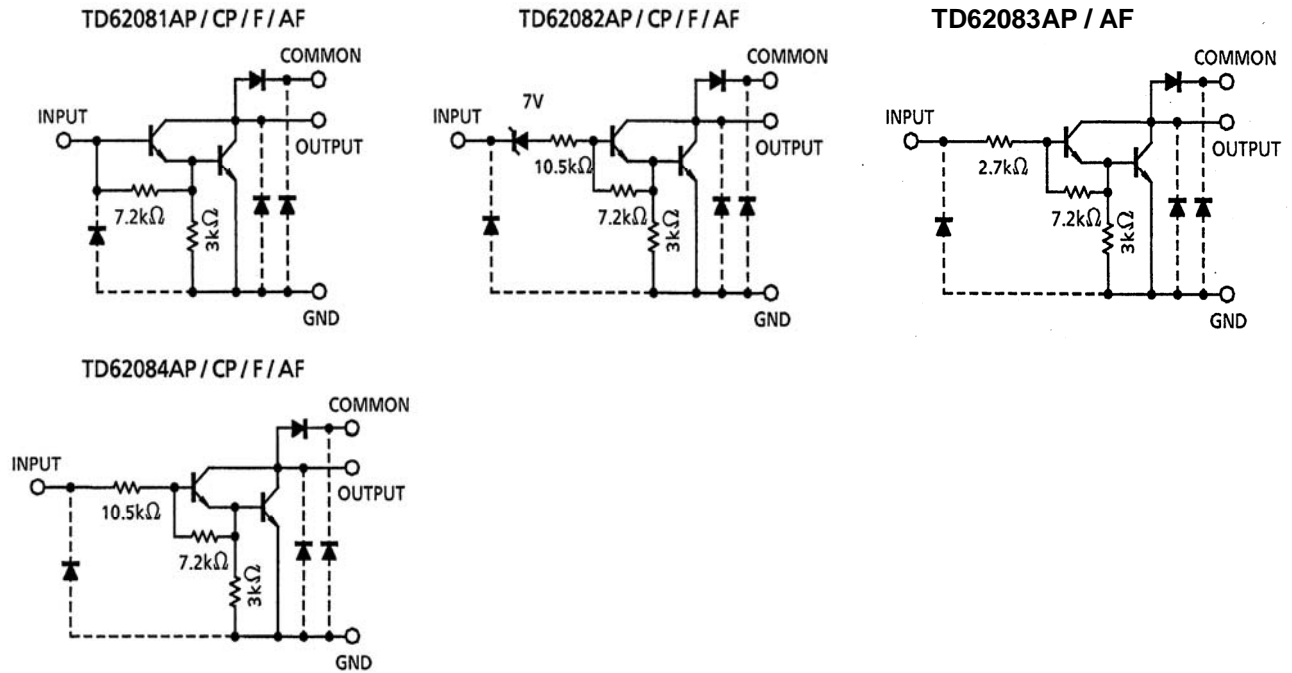 TD62081AP / CP / F / AF
COMMON
INPUT
OUTPUT
7.2kΩ
3kΩ
GND
TD62082AP / CP / F / AF
COMMON
7V
INPUT
10.5kΩ
OUTPUT
7.2kΩ
3kΩ
GND
TD62083AP / AF
COMMON
INPUT
2.7kΩ
OUTPUT
7.2kΩ
3kΩ
GND
TD62084AP / CP / F / AF
COMMON
INPUT
10.5kΩ
OUTPUT
7.2kΩ
3kΩ
GND